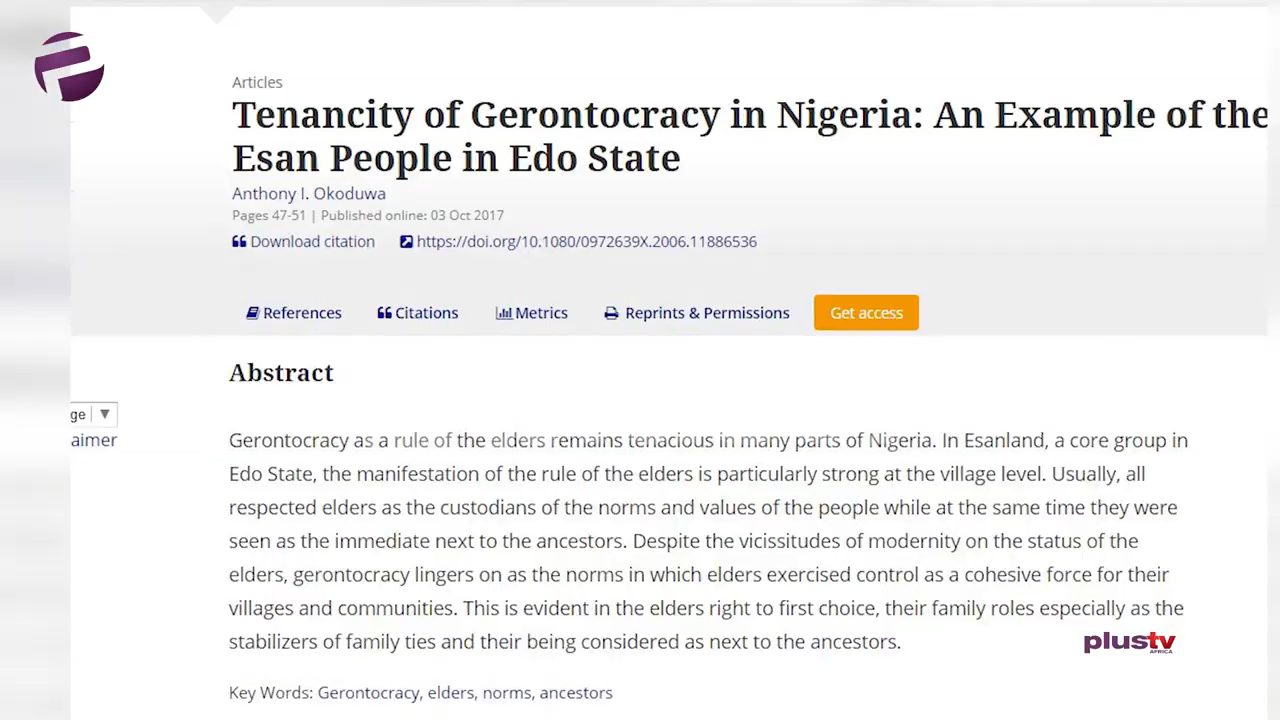 Articles
Tenancity of Gerontocracy in Nigeria: An Example of the
Esan People in Edo State
Anthony I. Okoduwa
Pages 47-51 | Published online: 03 Oct 2017
Download citation https://doi.org/10.1080/0972639X.2006.11886536
References Citations Metrics Reprints & Permissions Get access
Abstract
ge
aimer
Gerontocracy as a rule of the elders remains tenacious in many parts of Nigeria. In Esanland, a core group in
Edo State, the manifestation of the rule of the elders is particularly strong at the village level. Usually, all
respected elders as the custodians of the norms and values of the people while at the same time they were
seen as the immediate next to the ancestors. Despite the vicissitudes of modernity on the status of the
elders, gerontocracy lingers on as the norms in which elders exercised control as a cohesive force for their
villages and communities. This is evident in the elders right to first choice, their family roles especially as the
stabilizers of family ties and their being considered as next to the ancestors.
plustv
AFRICA
Key Words: Gerontocracy, elders, norms, ancestors